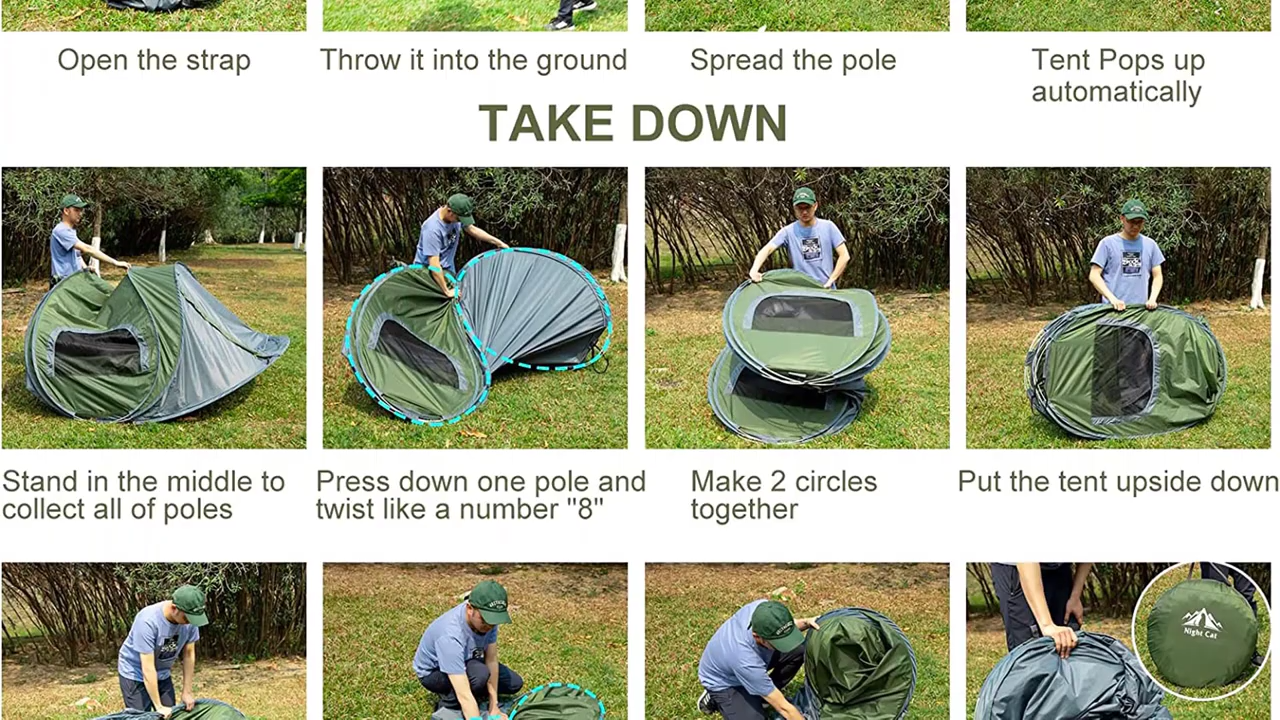 Open the strap
Throw it into the ground
Spread the pole
Tent Pops up
automatically
TAKE DOWN
Stand in the middle to
collect all of poles
Press down one pole and
twist like a number "8"
Make 2 circles
together
Put the tent upside down
Night Cat